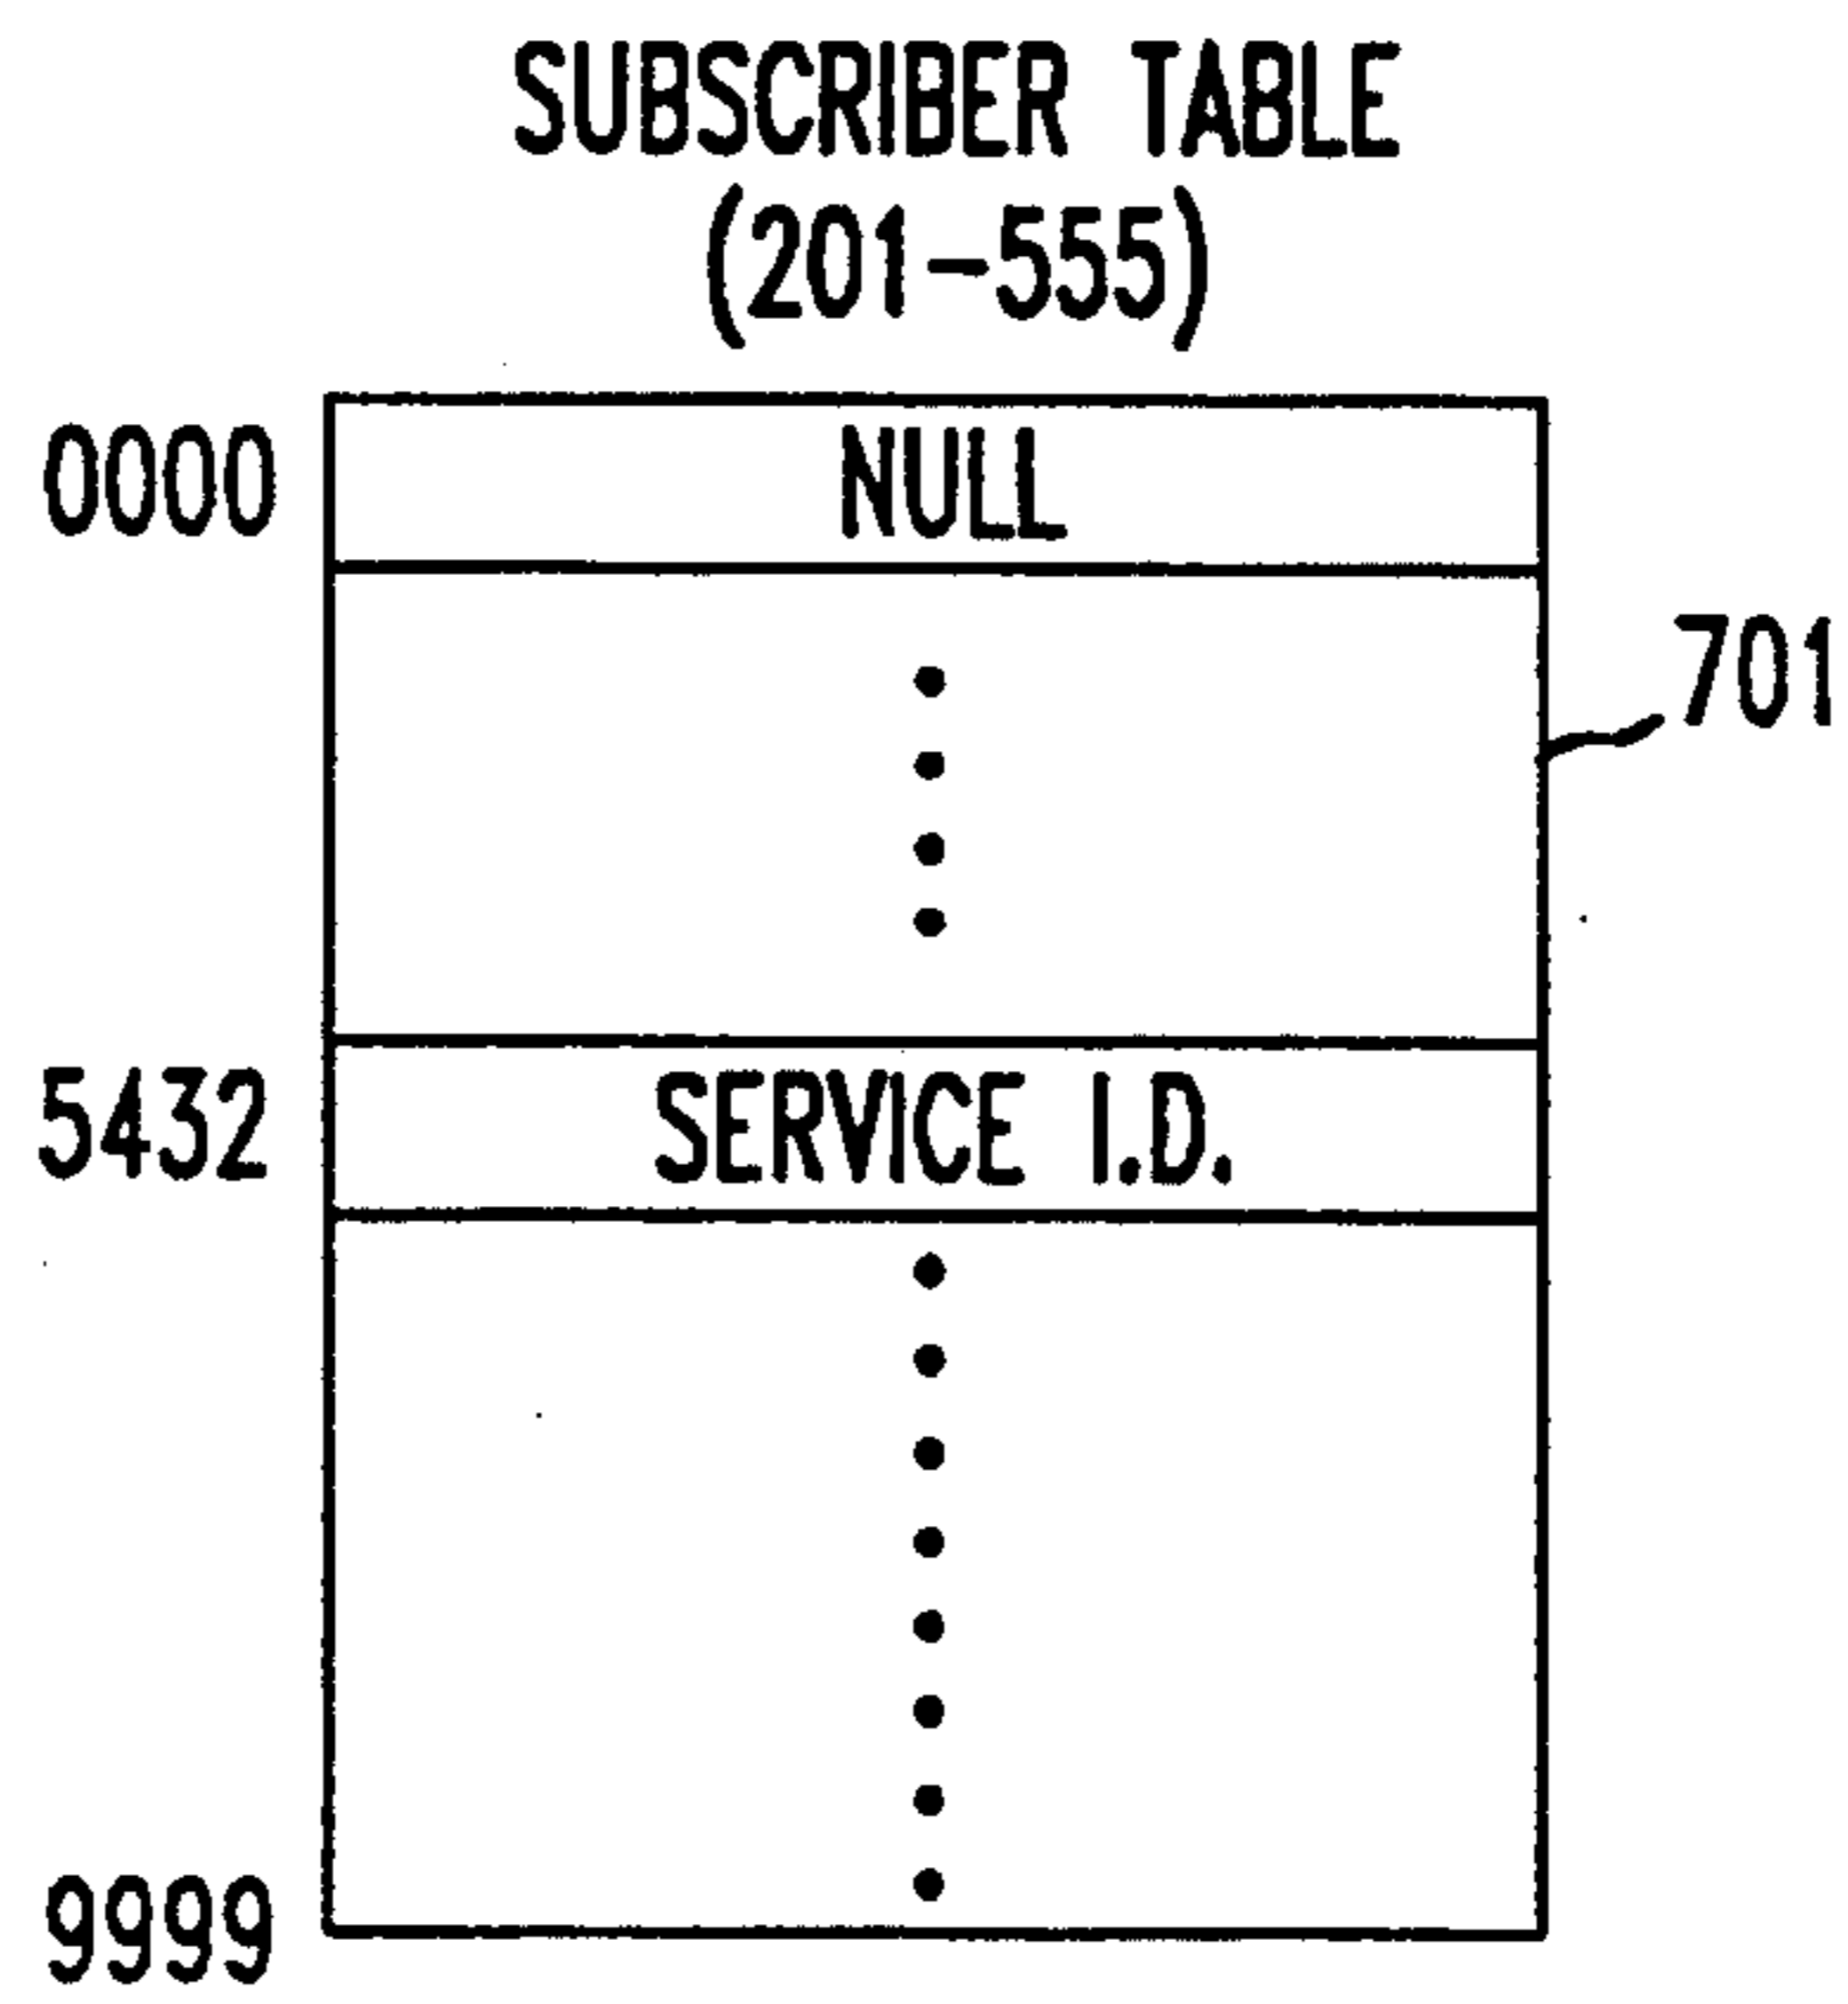 SUBSCRIBER TABLE
(201-555)
0000 NULL
701
5432 SERVICE I.D.
9999